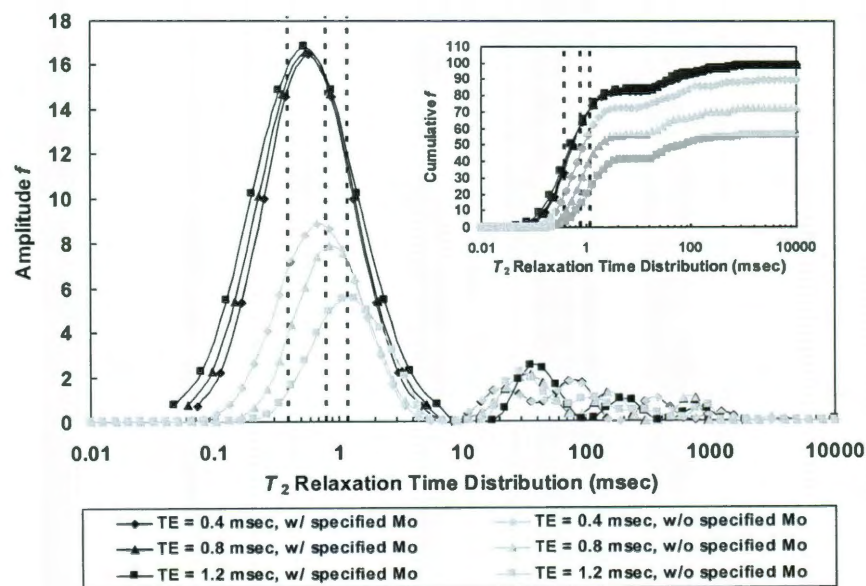 18
16
14
12
10
8
6
4
2
0
Amplitude f
0.01 0.1 1 10 100 1000 10000
T2 Relaxation Time Distribution (msec)
110
100
90
80
70
60
50
40
30
20
10
0
Cumulative f
0.01 1 100 10000
T2 Relaxation Time Distribution (msec)
TE = 0.4 msec, w/ specified Mo
TE = 0.8 msec, w/ specified Mo
TE = 1.2 msec, w/ specified Mo
TE = 0.4 msec, w/o specified Mo
TE = 0.8 msec, w/o specified Mo
TE = 1.2 msec, w/o specified Mo